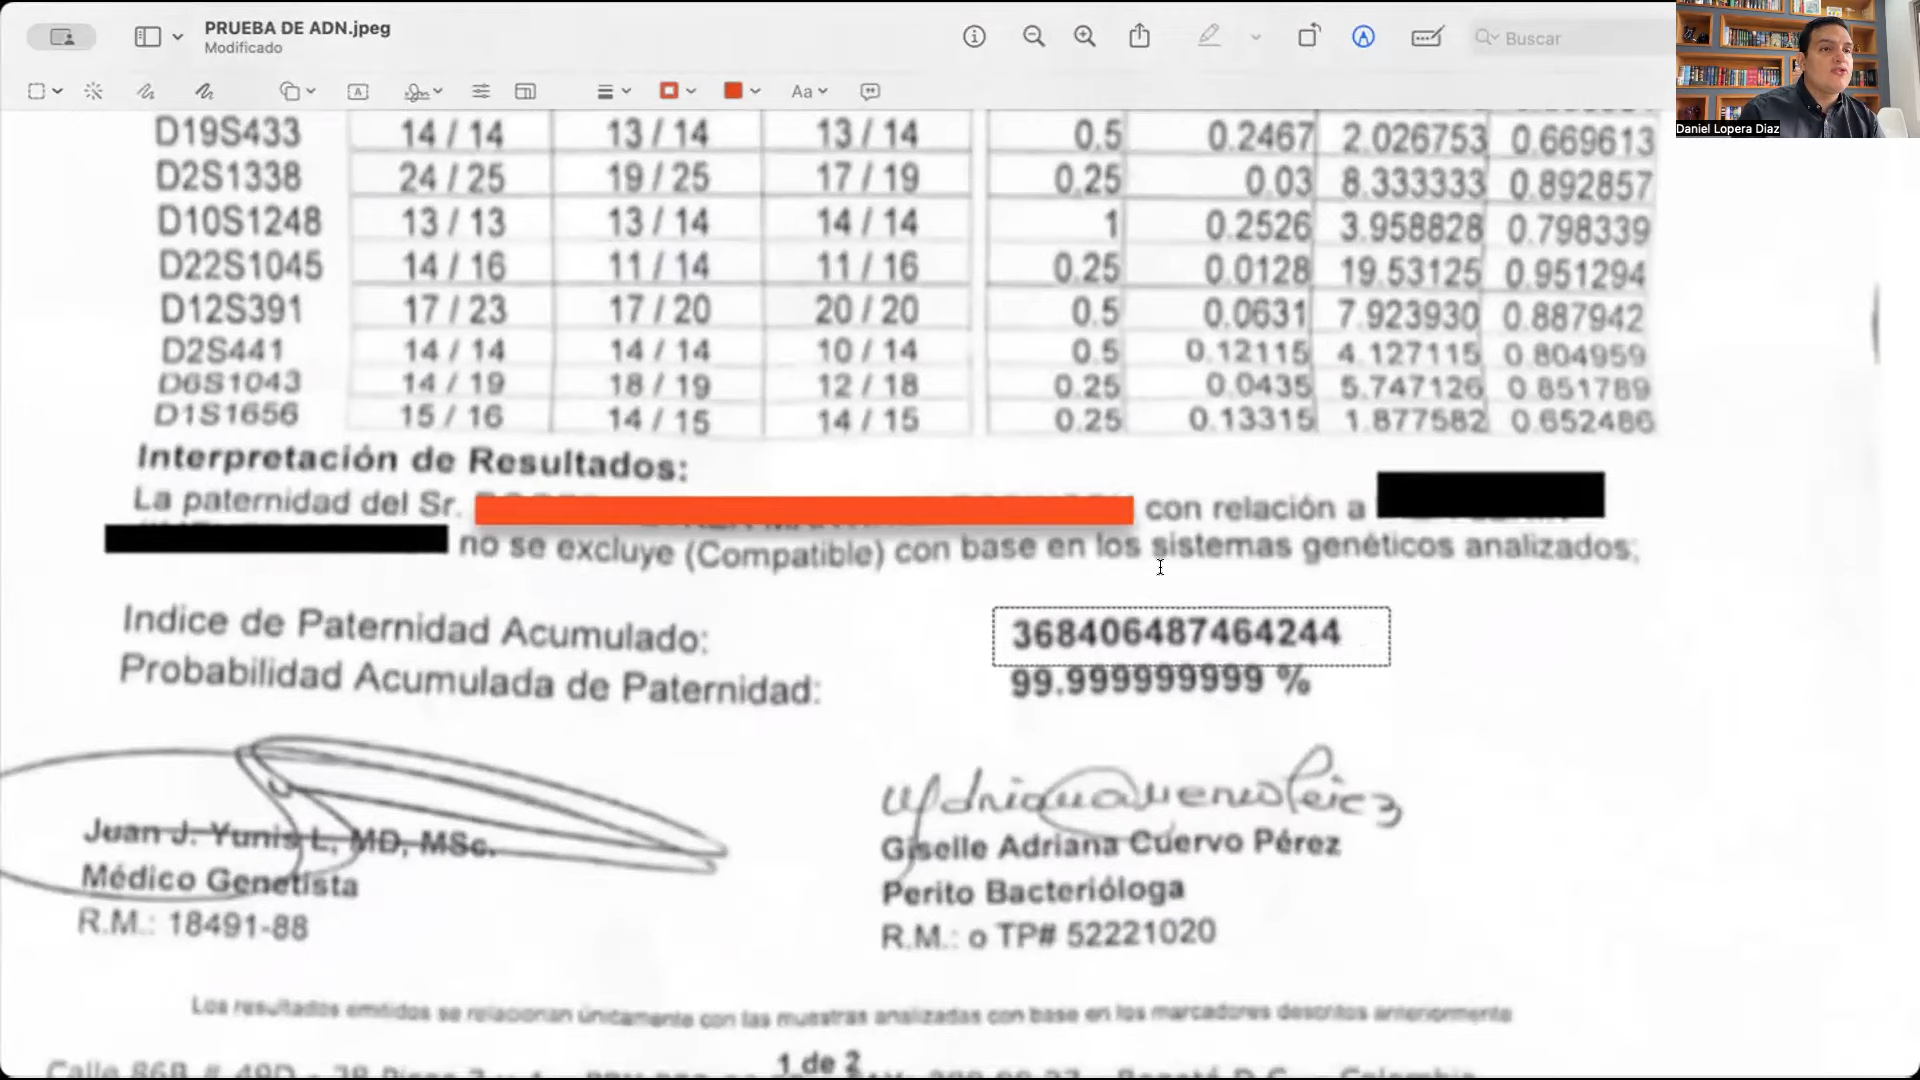 PRUEBA DE ADN.jpeg
Modificado
Buscar
Aa
Daniel Lopera Diaz
D19S433 14 / 14 13 / 14 13 / 14 0.5 0.2467 2.026753 0.669613
D2S1338 24 / 25 19 / 25 17 / 19 0.25 0.03 8.333333 0.892857
D10S1248 13 / 13 13 / 14 14 / 14 1 0.2526 3.958828 0.798339
D22S1045 14 / 16 11 / 14 11 / 16 0.25 0.0128 19.53125 0.951294
D12S391 17 / 23 17 / 20 20 / 20 0.5 0.0631 7.923930 0.887942
D2S441 14 / 14 14 / 14 10 / 14 0.5 0.12115 4.127115 0.804959
D6S1043 14 / 19 18 / 19 12 / 18 0.25 0.0435 5.747126 0.851789
D1S1656 15 / 16 14 / 15 14 / 15 0.25 0.13315 1.877582 0.652486
Interpretación de Resultados:
La paternidad del Sr. con relación a
no se excluye (Compatible) con base en los sistemas genéticos analizados;
Indice de Paternidad Acumulado: 368406487464244
Probabilidad Acumulada de Paternidad: 99.999999999 %
Juan J. Yunis L, MD, MSc.
Médico Genetista
R.M.: 18491-88
Giselle Adriana Cuervo Pérez
Perito Bacterióloga
R.M.: o TP# 52221020
Los resultados emitidos se relacionan únicamente con las muestras analizadas con base en los marcadores descritos anteriormente
1 de 2
Calle 86B # 49D
Bogotá D.C. Colombia